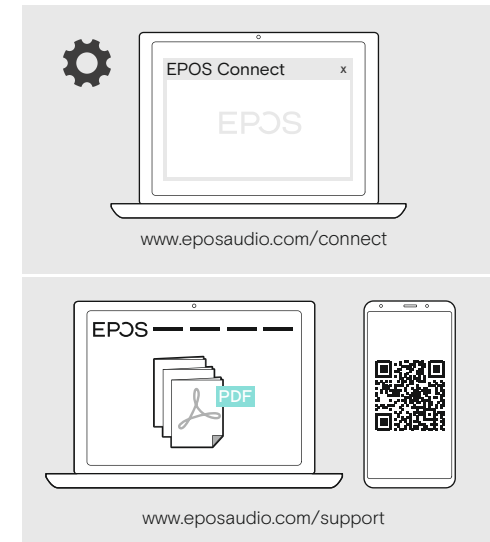 EPOS Connect x
EPOS
www.eposaudio.com/connect
EPOS
PDF
www.eposaudio.com/support